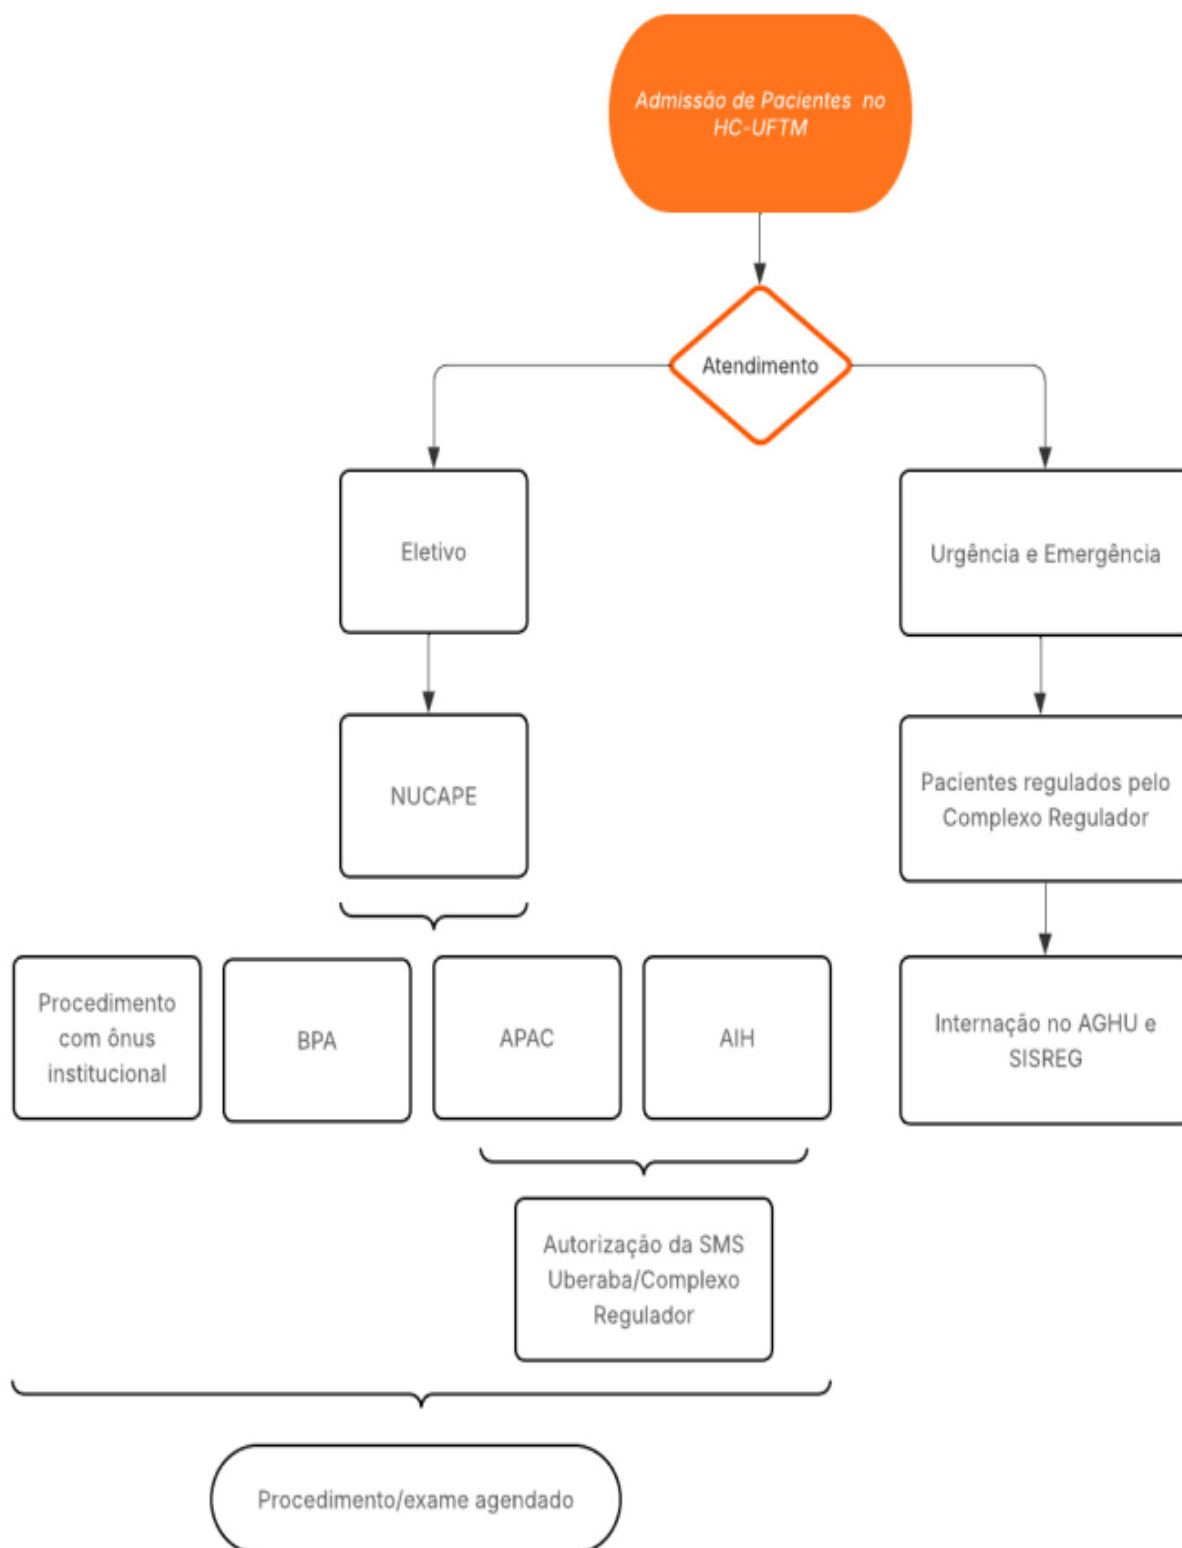 Admissão de Pacientes no
HC-UFTM
Atendimento
Eletivo
Urgência e Emergência
NUCAPE
Pacientes regulados pelo
Complexo Regulador
Procedimento
com ônus
institucional
BPA
APAC
AIH
Internação no AGHU e
SISREG
Autorização da SMS
Uberaba/Complexo
Regulador
Procedimento/exame agendado